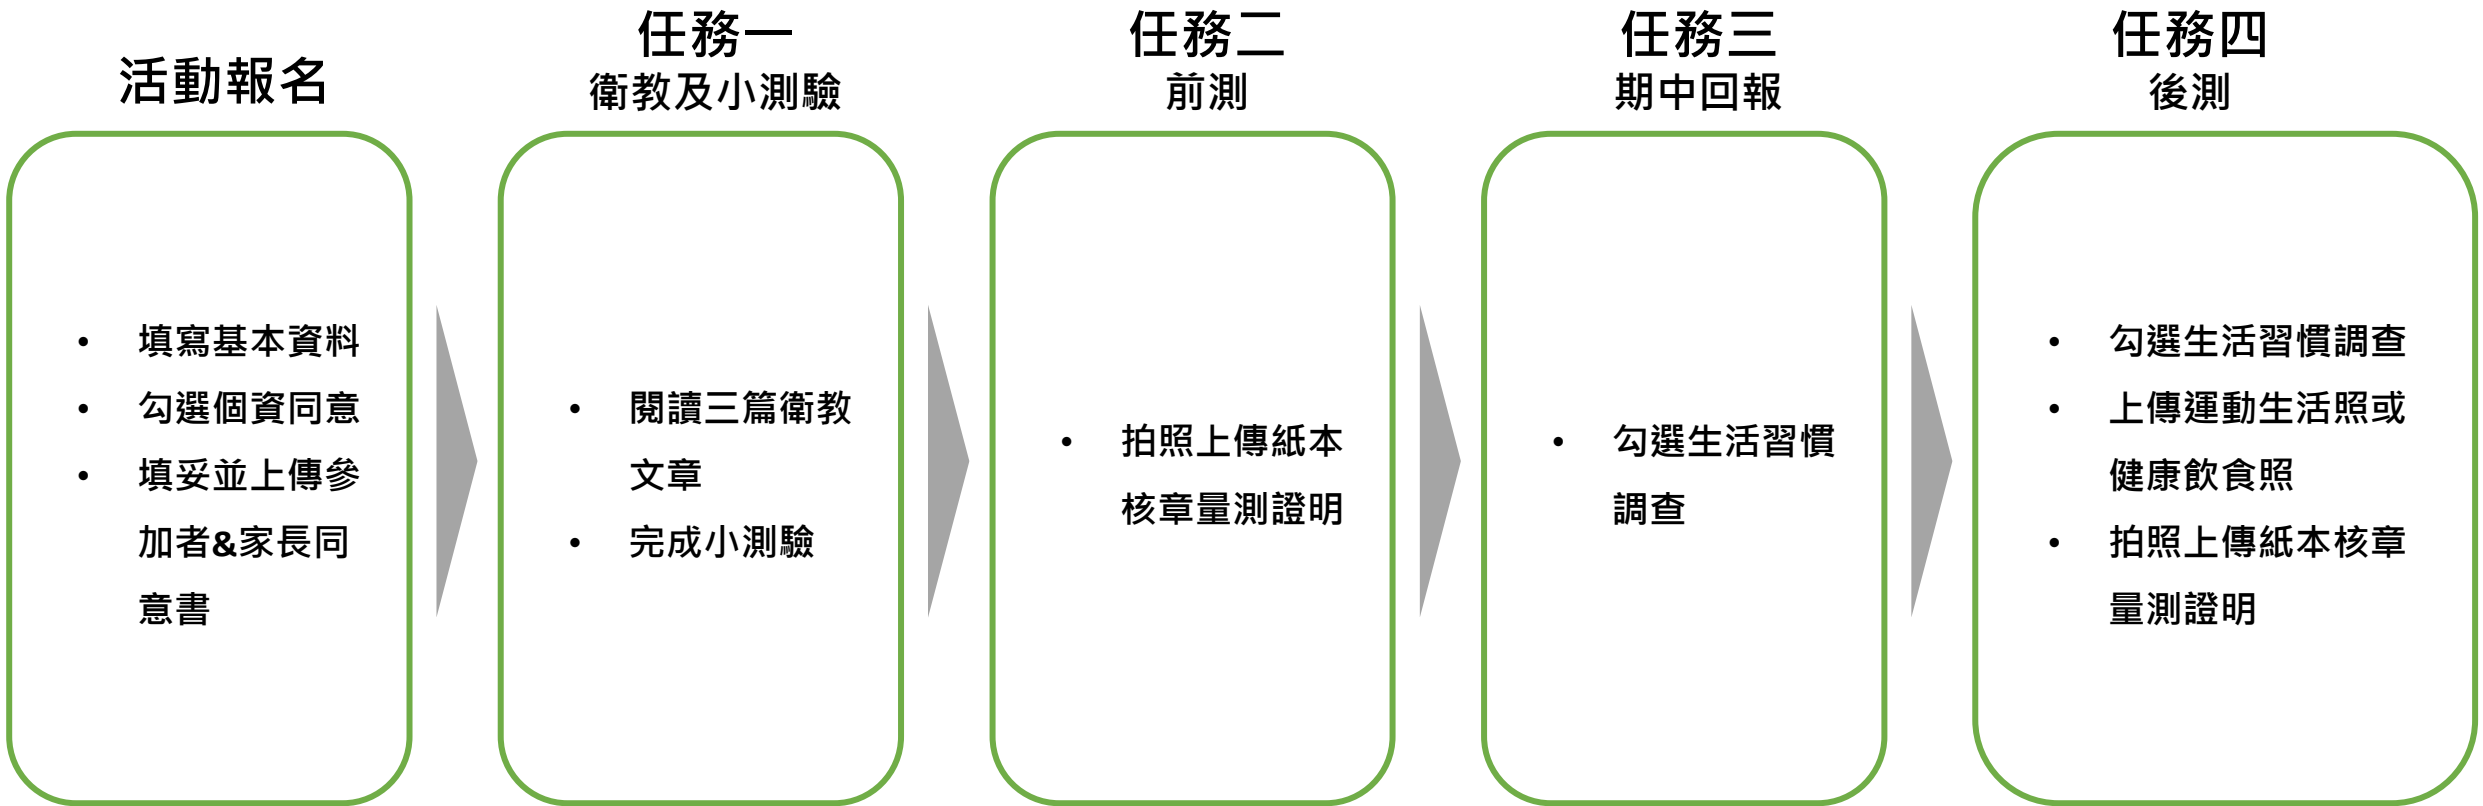 活動報名
• 填寫基本資料
• 勾選個資同意
• 填妥並上傳參
加者&家長同
意書
任務一
衛教及小測驗
• 閱讀三篇衛教
文章
• 完成小測驗
任務二
前測
• 拍照上傳紙本
核章量測證明
任務三
期中回報
• 勾選生活習慣
調查
任務四
後測
• 勾選生活習慣調查
• 上傳運動生活照或
健康飲食照
• 拍照上傳紙本核章
量測證明